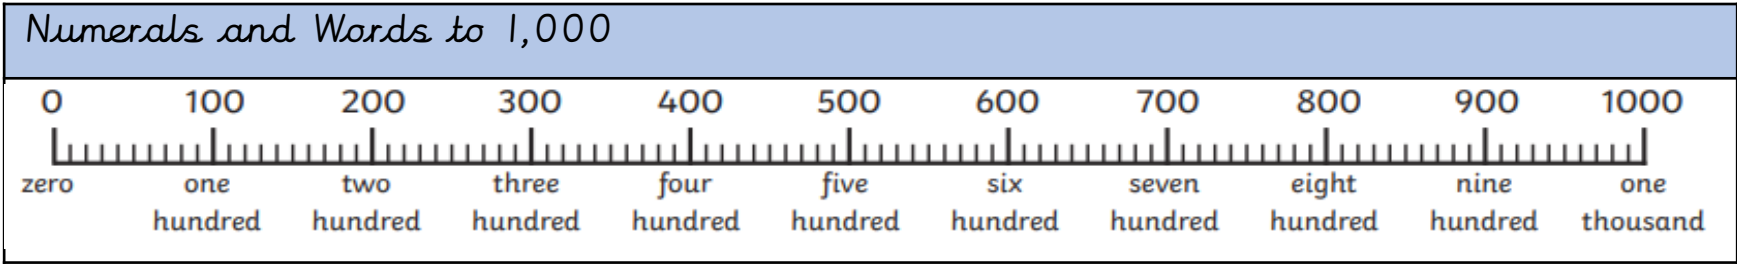 Numerals and Words to 1,000
0 100 200 300 400 500 600 700 800 900 1000
zero one two three four five six seven eight nine one
hundred hundred hundred hundred hundred hundred hundred hundred hundred thousand